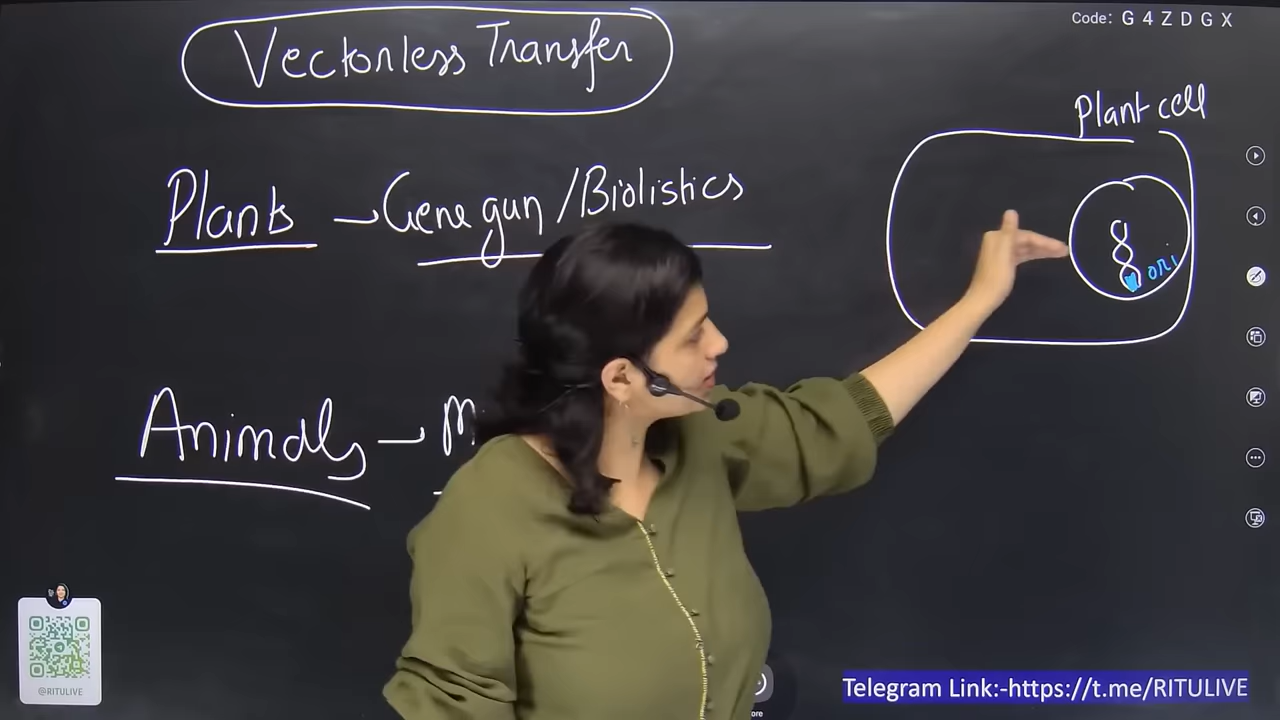 Code: G 4 Z D G X
Vectorless Transfer
Plant cell
Plants → Gene gun / Biolistics
ori
Animals → M
@RITULIVE
Telegram Link:-https://t.me/RITULIVE